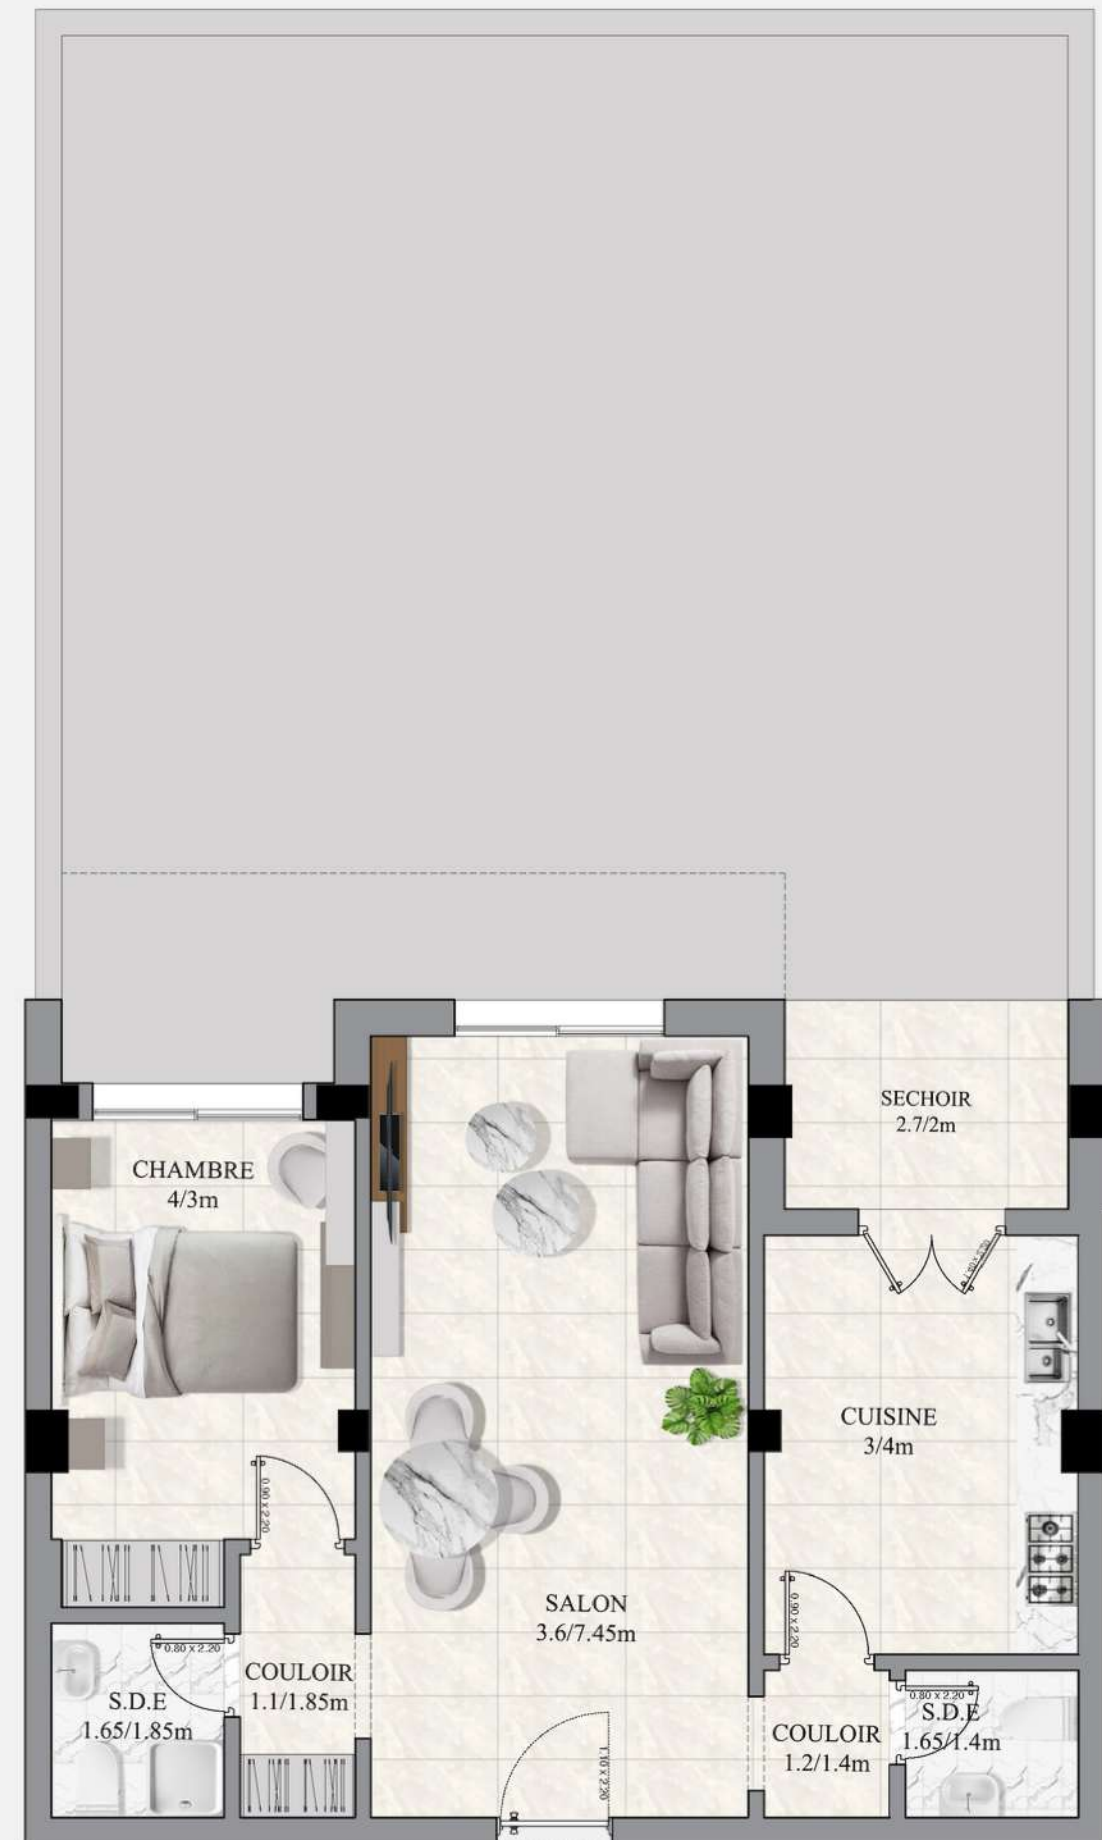 SECHOIR
2.7/2m
CHAMBRE
4/3m
CUISINE
3/4m
0.90 x 2.20
SALON
3.6/7.45m
0.90 x 2.20
0.80 x 2.20
COULOIR
1.1/1.85m
S.D.E
1.65/1.85m
0.80 x 2.20
S.D.E
1.65/1.4m
COULOIR
1.2/1.4m
1.10 x 2.20